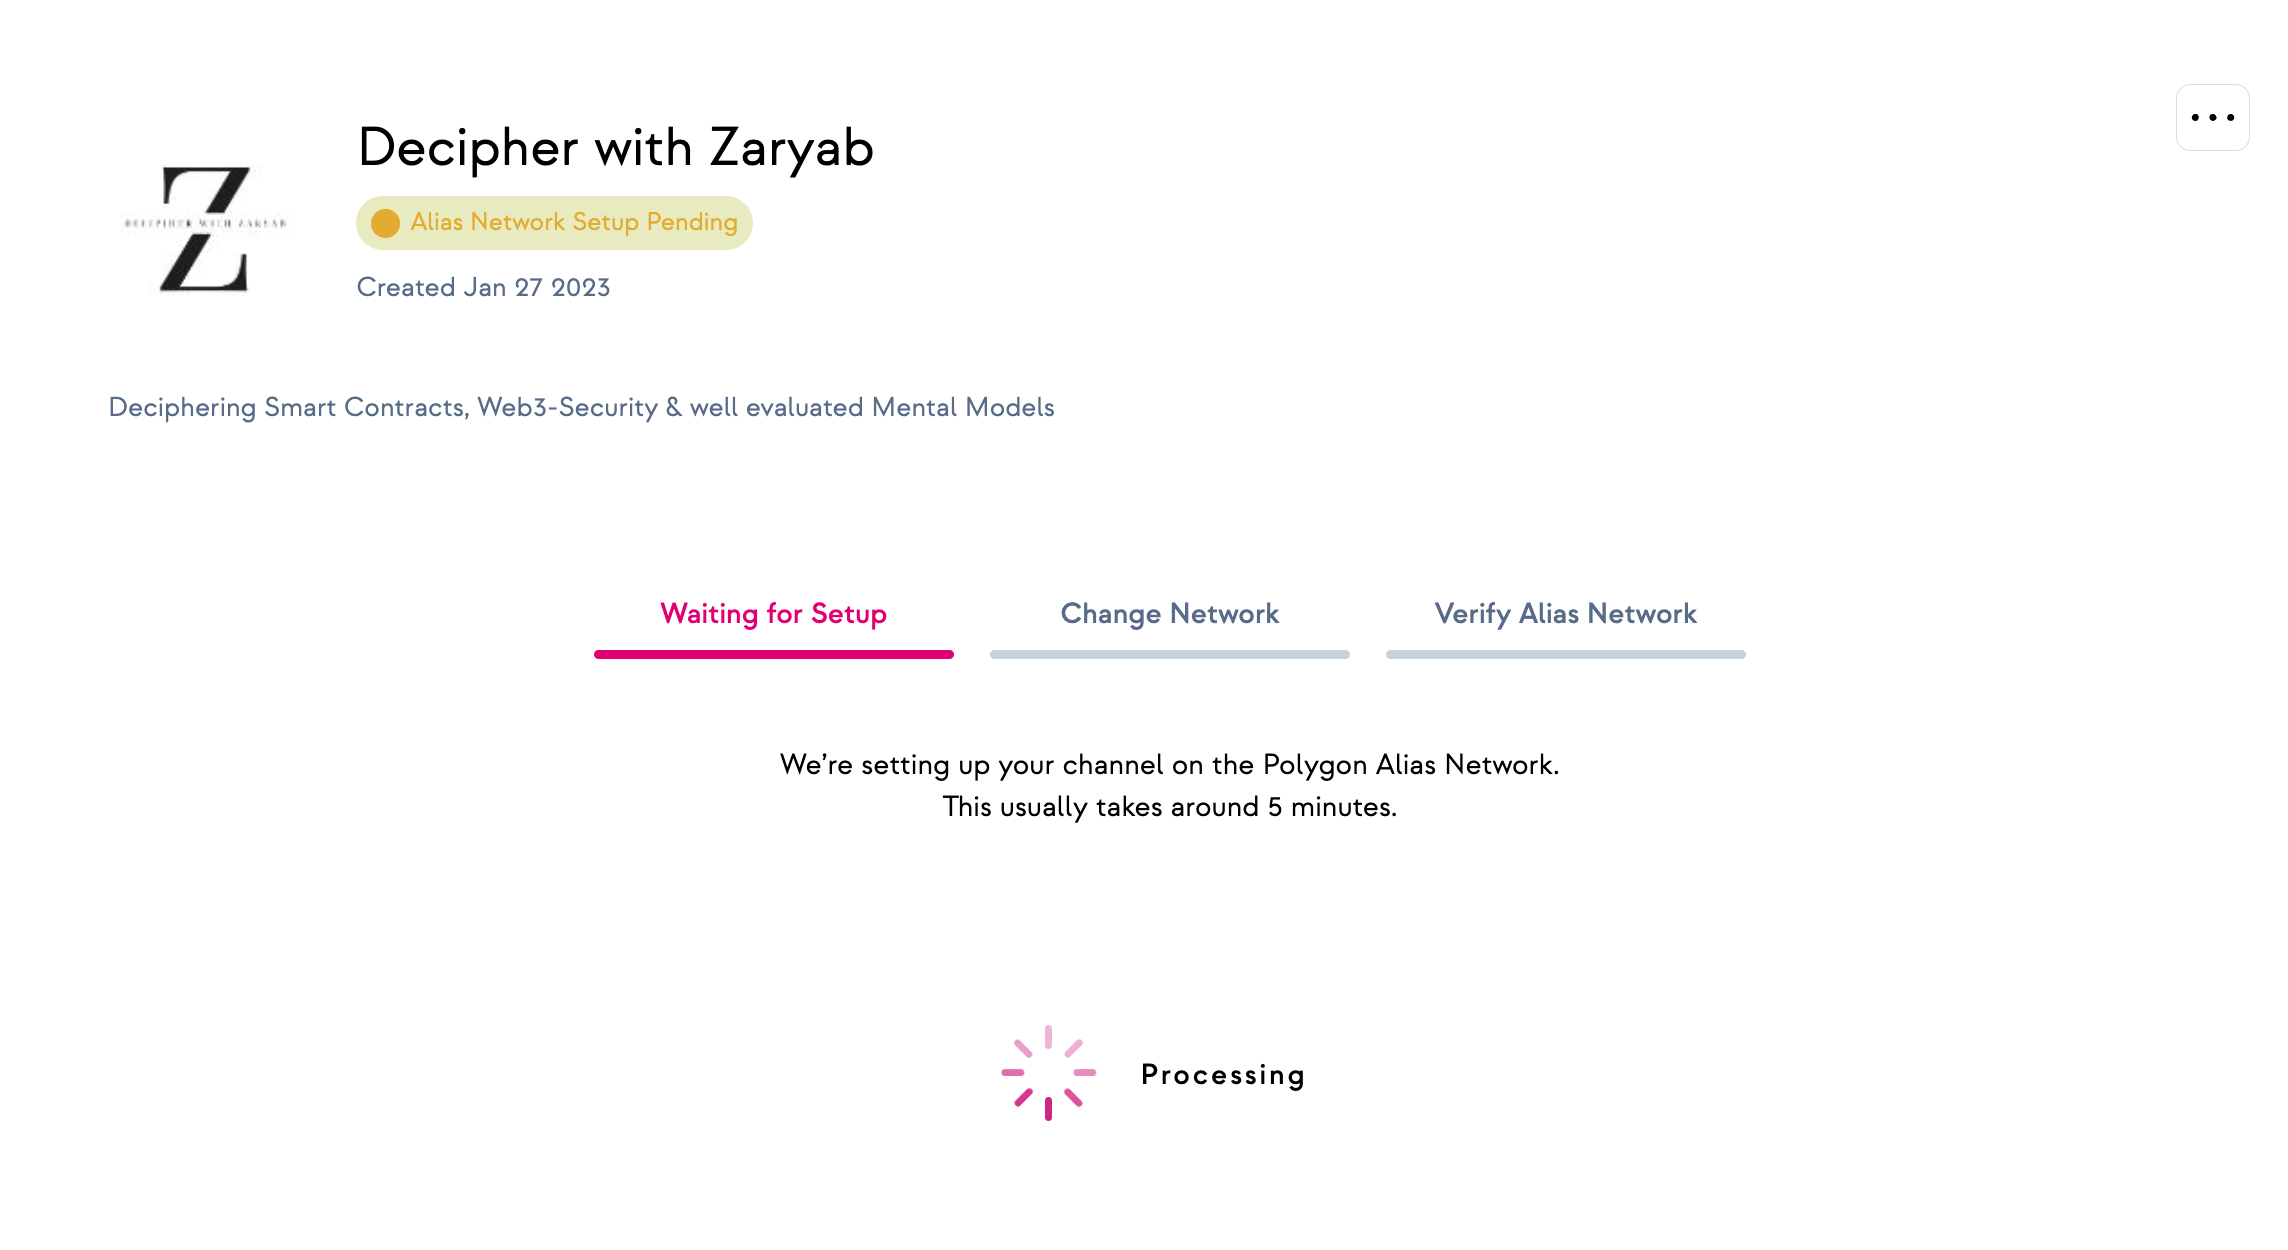 Decipher with Zaryab
DECIPHER WITH ZARYAB
Alias Network Setup Pending
Created Jan 27 2023
Deciphering Smart Contracts, Web3-Security & well evaluated Mental Models
Waiting for Setup
Change Network
Verify Alias Network
We’re setting up your channel on the Polygon Alias Network.
This usually takes around 5 minutes.
Processing